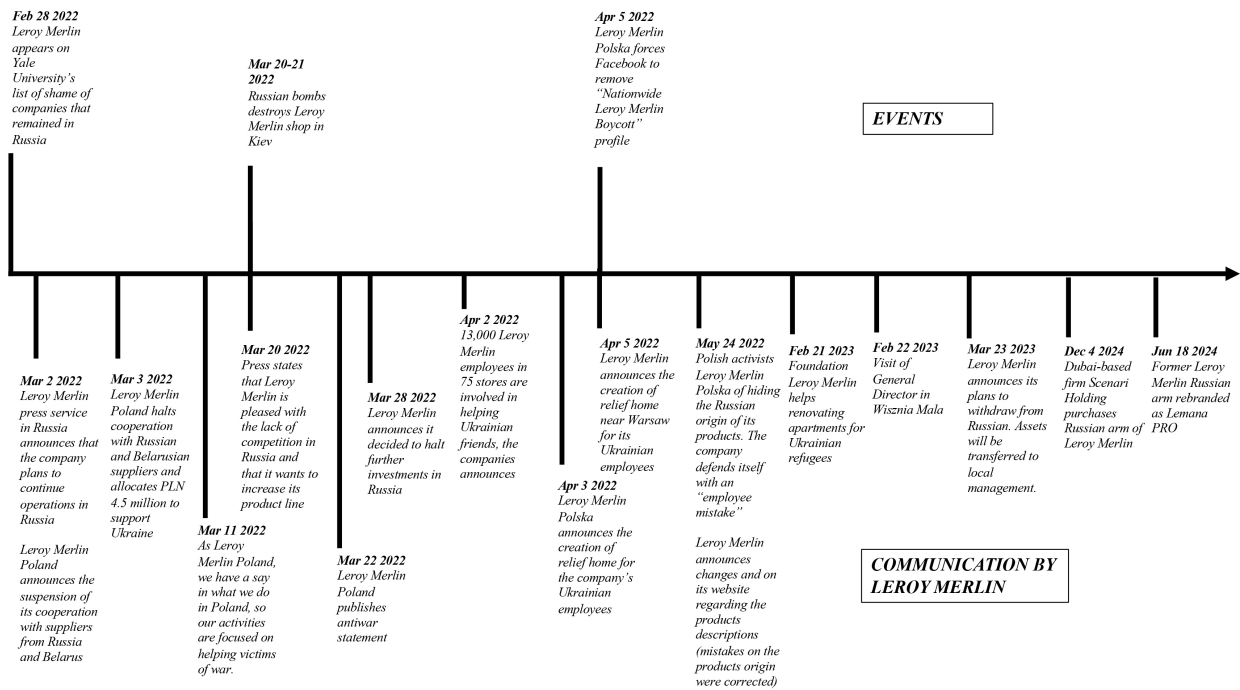 Feb 28 2022
Leroy Merlin
appears on
Yale
University's
list of shame of
companies that
remained in
Russia
Mar 20-21
2022
Russian bombs
destroys Leroy
Merlin shop in
Kiev
Apr 5 2022
Leroy Merlin
Polska forces
Facebook to
remove
“Nationwide
Leroy Merlin
Boycott”
profile
EVENTS
Mar 2 2022
Leroy Merlin
press service
in Russia
announces that
the company
plans to
continue
operations in
Russia
Leroy Merlin
Poland
announces the
suspension of
its cooperation
with suppliers
from Russia
and Belarus
Mar 3 2022
Leroy Merlin
Poland halts
cooperation
with Russian
and Belarusian
suppliers and
allocates PLN
4.5 million to
support
Ukraine
Mar 11 2022
As Leroy
Merlin Poland,
we have a say
in what we do
in Poland, so
our activities
are focused on
helping victims
of war.
Mar 20 2022
Press states
that Leroy
Merlin is
pleased with
the lack of
competition in
Russia and
that it wants to
increase its
product line
Mar 22 2022
Leroy Merlin
Poland
publishes
antiwar
statement
Mar 28 2022
Leroy Merlin
announces it
decided to halt
further
investments in
Russia
Apr 2 2022
13,000 Leroy
Merlin
employees in
75 stores are
involved in
helping
Ukrainian
friends, the
companies
announces
Apr 3 2022
Leroy Merlin
Polska
announces the
creation of
relief home for
the company's
Ukrainian
employees
Apr 5 2022
Leroy Merlin
announces the
creation of
relief home
near Warsaw
for its
Ukrainian
employees
May 24 2022
Polish activists
Leroy Merlin
Polska of hiding
the Russian
origin of its
products. The
company
defends itself
with an
“employee
mistake”
Leroy Merlin
announces
changes and on
its website
regarding the
products
descriptions
(mistakes on the
products origin
were corrected)
Feb 21 2023
Foundation
Leroy Merlin
helps
renovating
apartments for
Ukrainian
refugees
Feb 22 2023
Visit of
General
Director in
Wisznia Mala
Mar 23 2023
Leroy Merlin
announces its
plans to
withdraw from
Russian. Assets
will be
transferred to
local
management.
Dec 4 2024
Dubai-based
firm Scenari
Holding
purchases
Russian arm of
Leroy Merlin
Jun 18 2024
Former Leroy
Merlin Russian
arm rebranded
as Lemana
PRO
COMMUNICATION BY
LEROY MERLIN